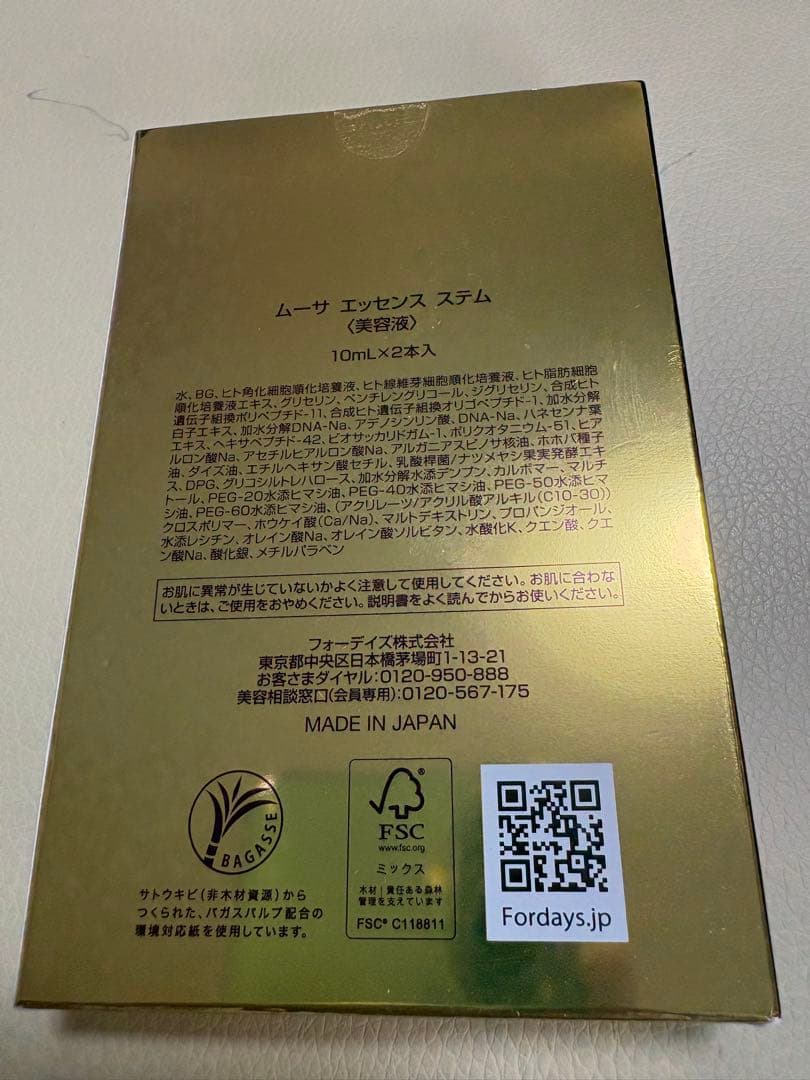 ムーサ エッセンス ステム
〈美容液〉
10mL×2本入
水、BG、ヒト角化細胞順化培養液、ヒト線維芽細胞順化培養液、ヒト脂肪細胞
順化培養液エキス、グリセリン、ペンチレングリコール、ジグリセリン、合成ヒト
遺伝子組換ポリペプチド-11、合成ヒト遺伝子組換オリゴペプチド-1、加水分解
白子エキス、加水分解DNA-Na、アデノシンリン酸、DNA-Na、ハネセンナ葉
エキス、ヘキサペプチド-42、ビオサッカリドガム-1、ポリクオタニウム-51、ヒア
ルロン酸Na、アセチルヒアルロン酸Na、アルガニアスピノサ核油、ホホバ種子
油、ダイズ油、エチルヘキサン酸セチル、乳酸桿菌/ナツメヤシ果実発酵エキ
ス、DPG、グリコシルトレハロース、加水分解水添デンプン、カルボマー、マルチ
トール、PEG-20水添ヒマシ油、PEG-40水添ヒマシ油、PEG-50水添ヒマ
シ油、PEG-60水添ヒマシ油、(アクリレーツ/アクリル酸アルキル(C10-30))
クロスポリマー、ホウケイ酸(Ca/Na)、マルトデキストリン、プロパンジオール、
水添レシチン、オレイン酸Na、オレイン酸ソルビタン、水酸化K、クエン酸、クエ
ン酸Na、酸化銀、メチルパラベン
お肌に異常が生じていないかよく注意して使用してください。お肌に合わな
いときは、ご使用をおやめください。説明書をよく読んでからお使いください。
フォーデイズ株式会社
東京都中央区日本橋茅場町1-13-21
お客さまダイヤル:0120-950-888
美容相談窓口(会員専用):0120-567-175
MADE IN JAPAN
BAGASSE
サトウキビ(非木材資源)から
つくられた、バガスパルプ配合の
環境対応紙を使用しています。
®
FSC
www.fsc.org
ミックス
木材|責任ある森林
管理を支えています
FSC® C118811
Fordays.jp